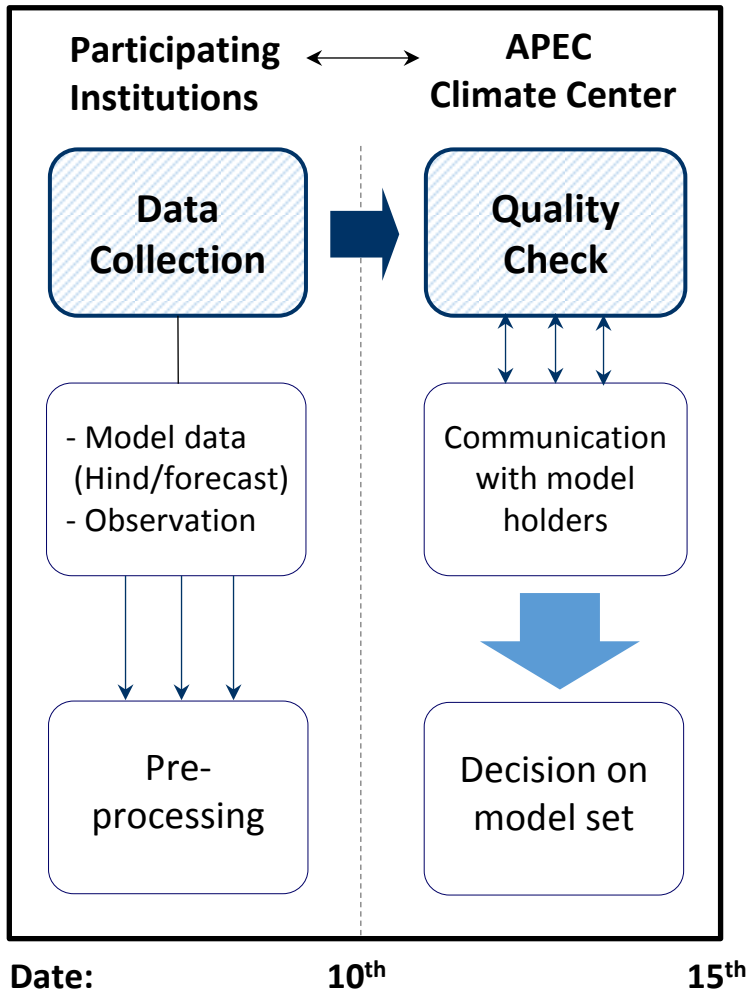 Participating
Institutions
APEC
Climate Center
Data
Collection
Quality
Check
- Model data
(Hind/forecast)
- Observation
Communication
with model
holders
Pre-
processing
Decision on
model set
Date:
10th
15th